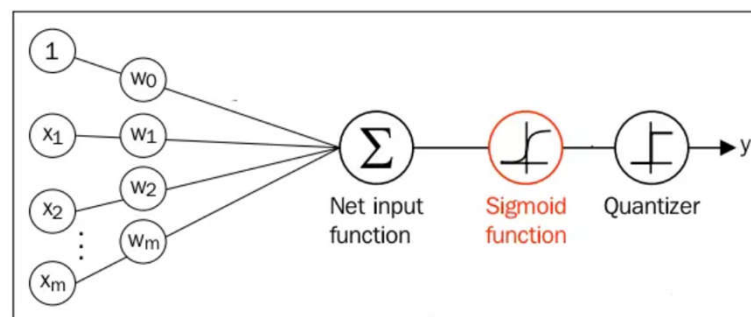 1
w0
x1
w1
x2
w2
⋮
wm
xm
Σ
y
Net input
function
Sigmoid
function
Quantizer